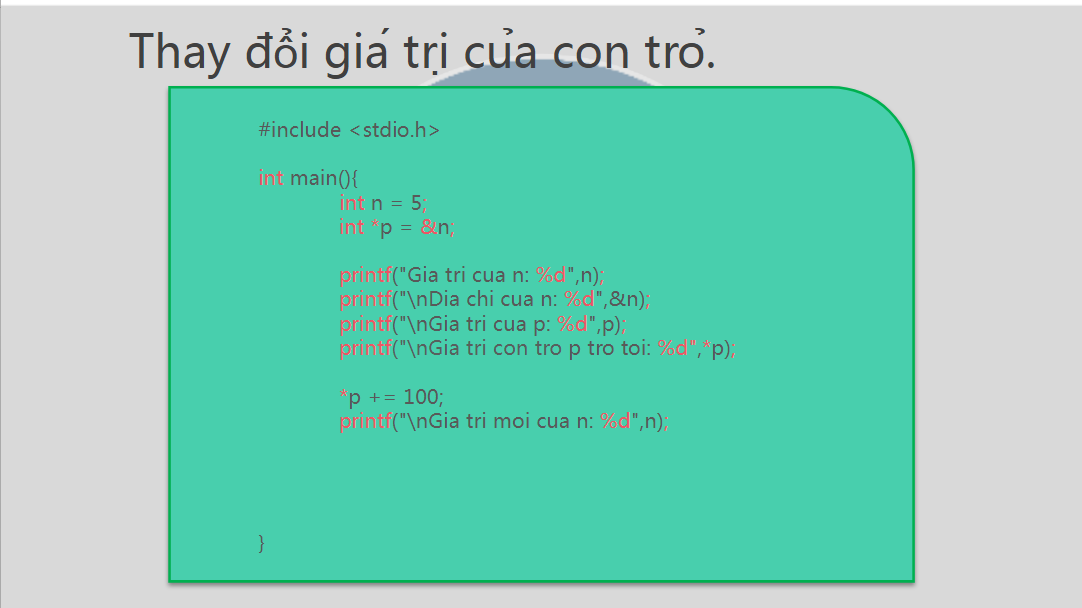 Thay đổi giá trị của con trỏ.
#include <stdio.h>
int main(){
int n = 5;
int *p = &n;
printf("Gia tri cua n: %d",n);
printf("\nDia chi cua n: %d",&n);
printf("\nGia tri cua p: %d",p);
printf("\nGia tri con tro p tro toi: %d",*p);
*p += 100;
printf("\nGia tri moi cua n: %d",n);
}